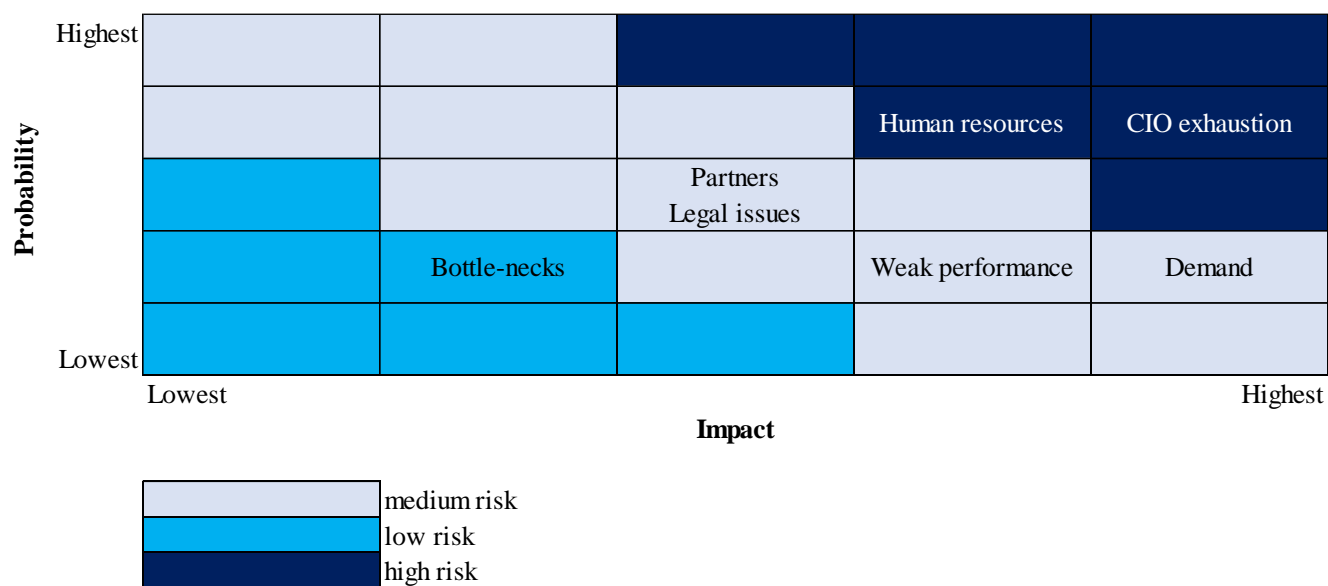 Highest
Probability
Human resources
CIO exhaustion
Partners
Legal issues
Bottle-necks
Weak performance
Demand
Lowest
Lowest
Highest
Impact
medium risk
low risk
high risk